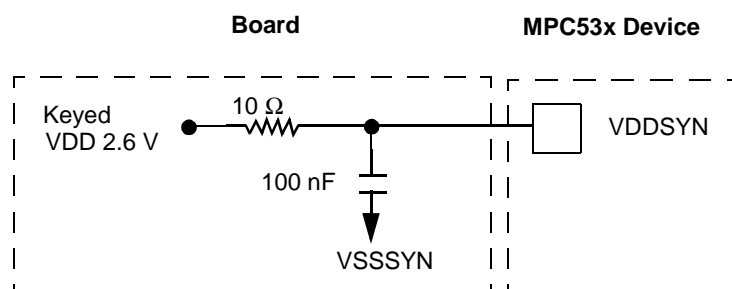 Board
MPC53x Device
Keyed
VDD 2.6 V
10 Ω
VDDSYN
100 nF
VSSSYN